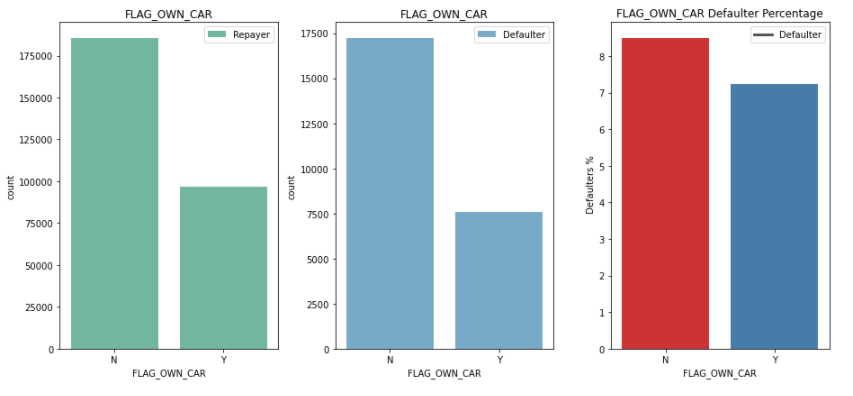 FLAG_OWN_CAR
Repayer
175000
150000
125000
100000
75000
50000
25000
0
count
N Y
FLAG_OWN_CAR
FLAG_OWN_CAR
Defaulter
17500
15000
12500
10000
7500
5000
2500
0
count
N Y
FLAG_OWN_CAR
FLAG_OWN_CAR Defaulter Percentage
Defaulter
8
7
6
5
4
3
2
1
0
Defaulters %
N Y
FLAG_OWN_CAR